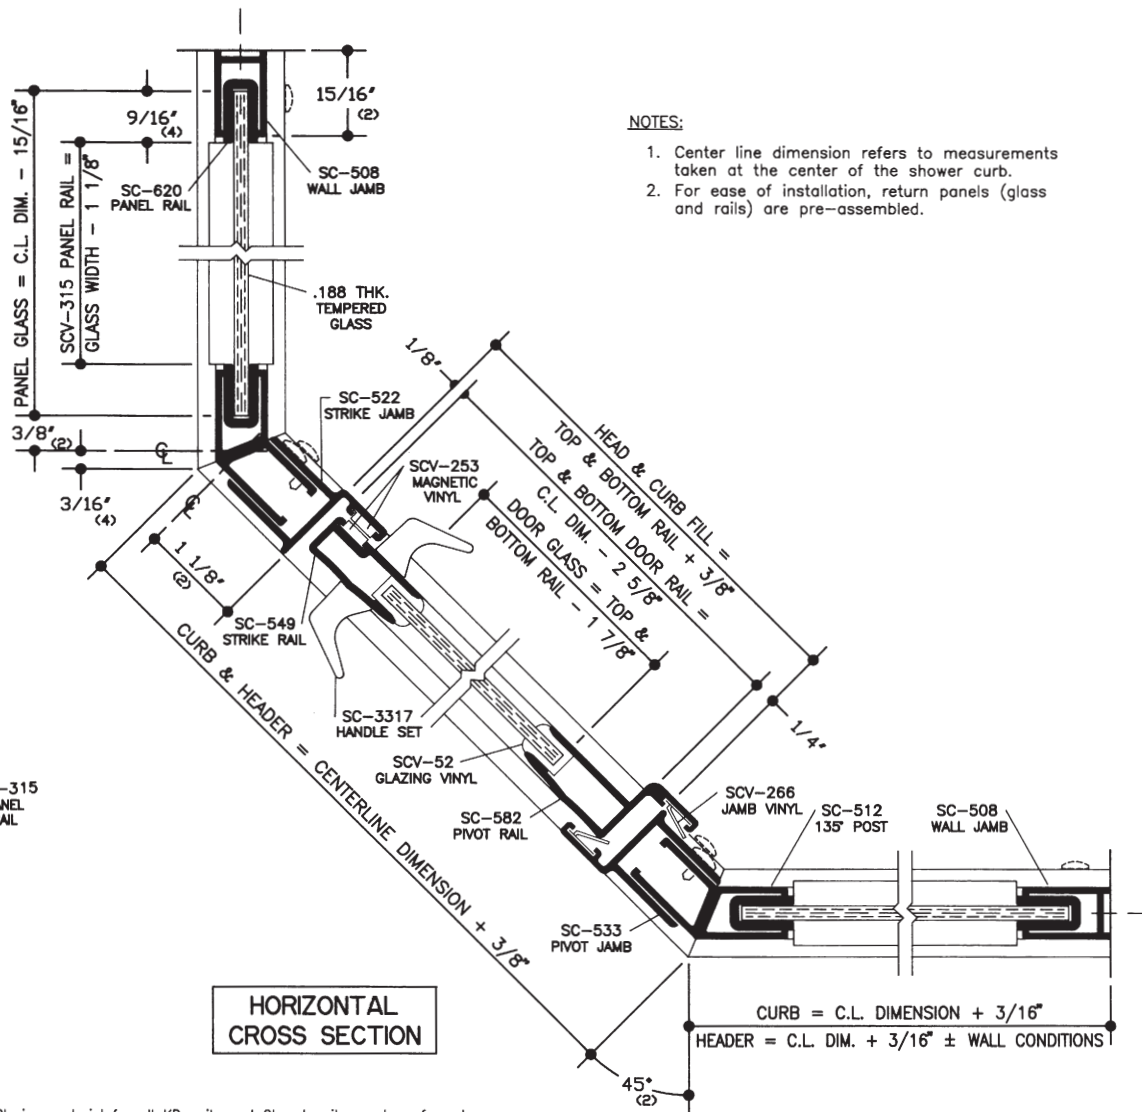 15/16"
(2)
9/16"
(4)
PANEL GLASS = C.L. DIM. - 15/16"
SCV-315 PANEL RAIL =
GLASS WIDTH - 1 1/8"
SC-620
PANEL RAIL
SC-508
WALL JAMB
NOTES:
1. Center line dimension refers to measurements
taken at the center of the shower curb.
2. For ease of installation, return panels (glass
and rails) are pre-assembled.
.188 THK.
TEMPERED
GLASS
1/8"
SC-522
STRIKE JAMB
SCV-253
MAGNETIC
VINYL
3/8"
(2)
CL
3/16"
(4)
CL
1 1/8"
(2)
HEAD & CURB FILL =
TOP & BOTTOM RAIL + 3/8"
TOP & BOTTOM DOOR RAIL =
C.L. DIM. - 2 5/8"
DOOR GLASS = TOP &
BOTTOM RAIL - 1 7/8"
SC-549
STRIKE RAIL
CURB & HEADER = CENTERLINE DIMENSION + 3/8"
SC-3317
HANDLE SET
1/4"
SCV-52
GLAZING VINYL
-315
NEL
AIL
SC-582
PIVOT RAIL
SCV-266
JAMB VINYL
SC-512
135° POST
SC-508
WALL JAMB
SC-533
PIVOT JAMB
HORIZONTAL
CROSS SECTION
CURB = C.L. DIMENSION + 3/16"
HEADER = C.L. DIM. + 3/16" ± WALL CONDITIONS
45°
(2)